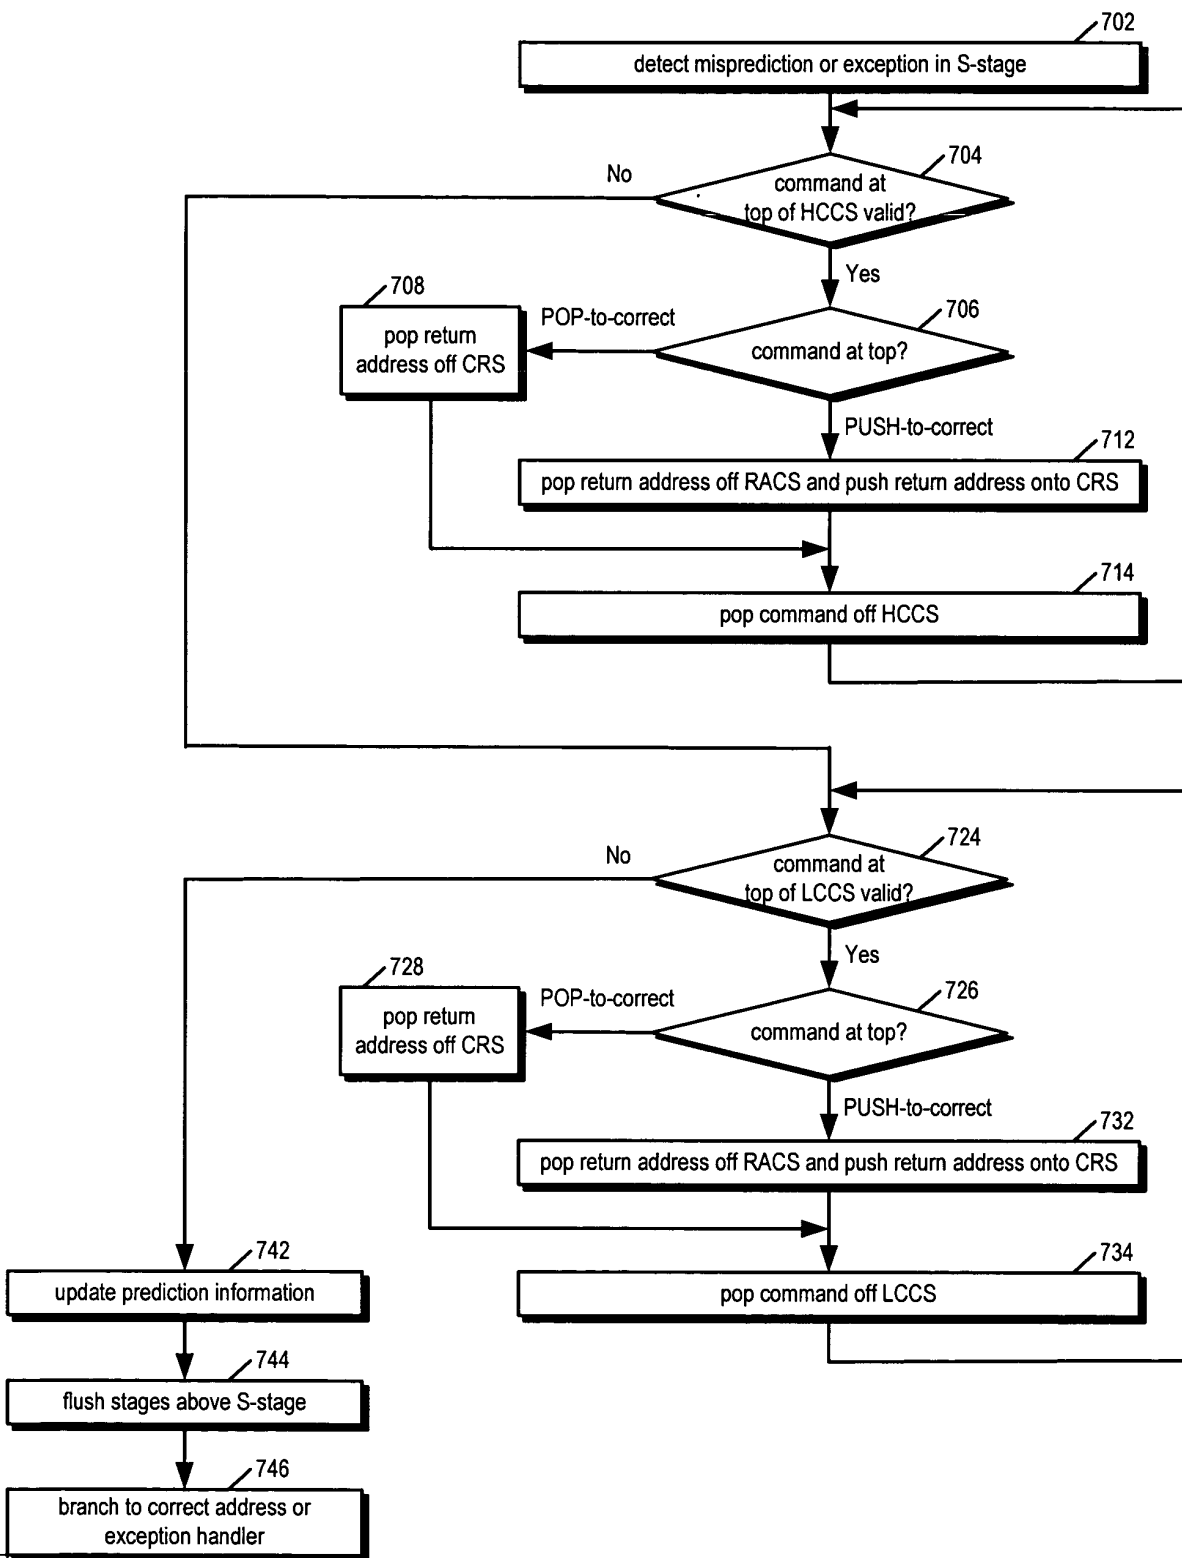 702
detect misprediction or exception in S-stage
704
No
command at
top of HCCS valid?
Yes
708
pop return
address off CRS
POP-to-correct
706
command at top?
PUSH-to-correct
712
pop return address off RACS and push return address onto CRS
714
pop command off HCCS
724
No
command at
top of LCCS valid?
Yes
728
pop return
address off CRS
POP-to-correct
726
command at top?
PUSH-to-correct
732
pop return address off RACS and push return address onto CRS
734
pop command off LCCS
742
update prediction information
744
flush stages above S-stage
746
branch to correct address or
exception handler